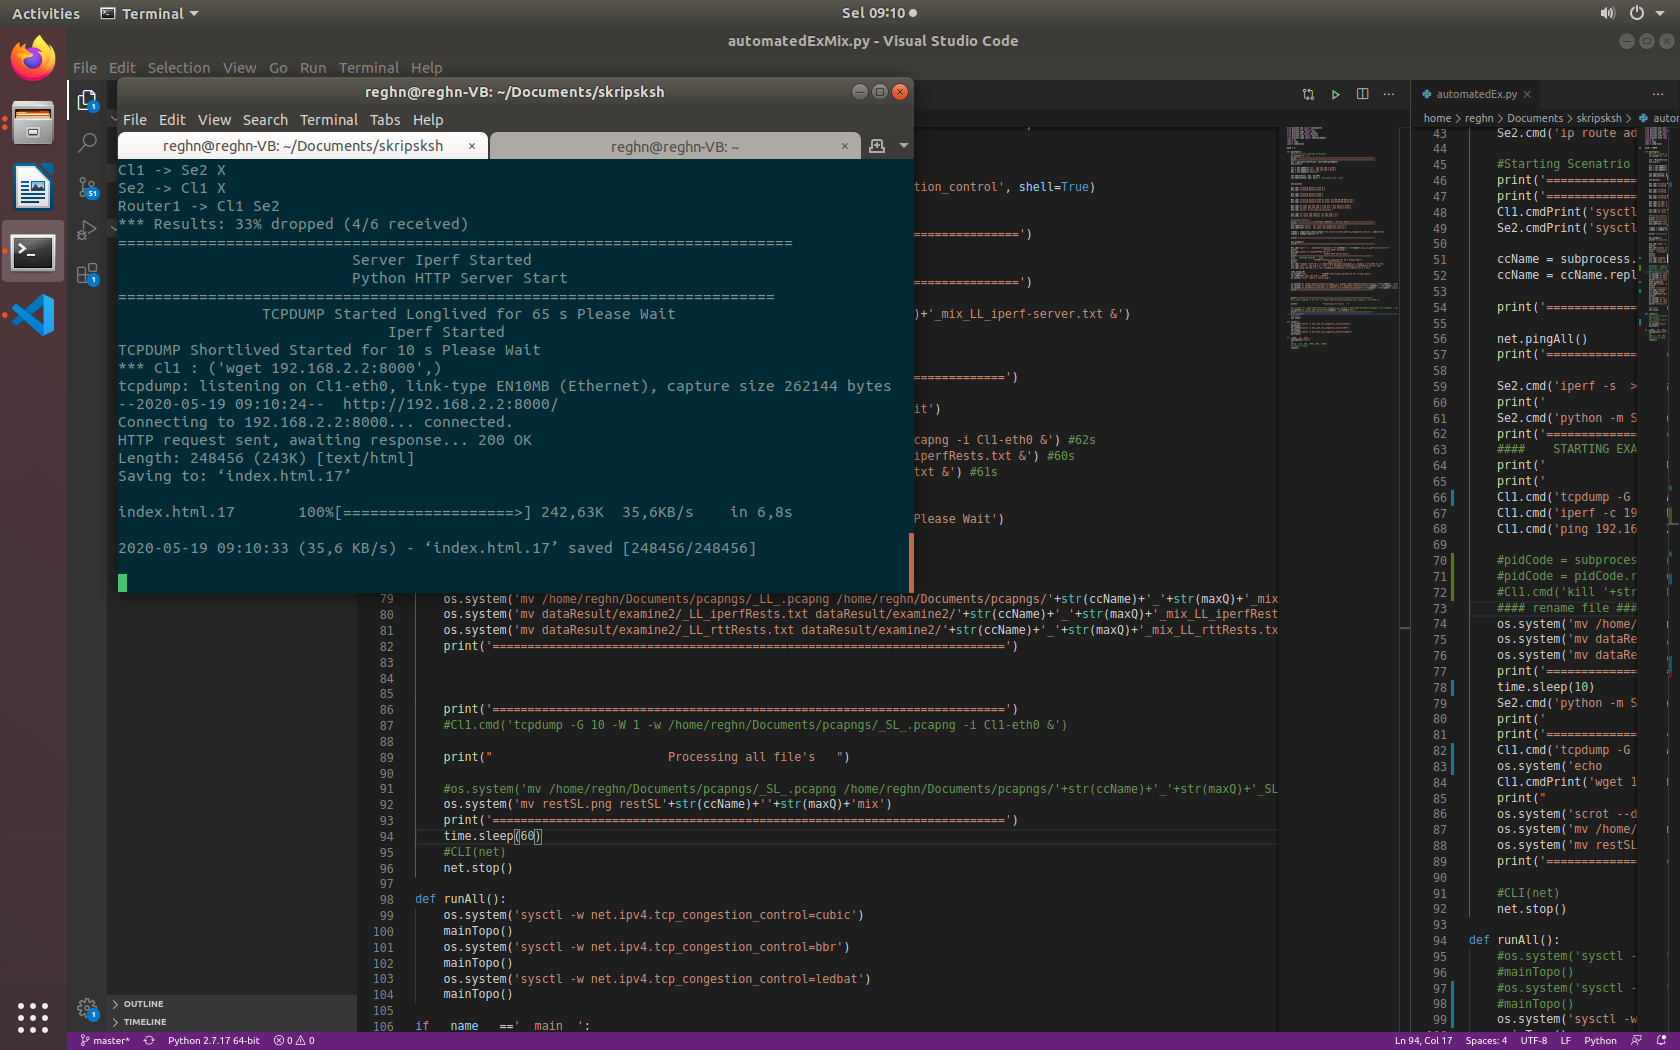 Activities
Terminal
Sel 09:10
automatedExMix.py - Visual Studio Code
File Edit Selection View Go Run Terminal Help
reghn@reghn-VB: ~/Documents/skripsksh
File Edit View Search Terminal Tabs Help
reghn@reghn-VB: ~/Documents/skripsksh ×
reghn@reghn-VB: ~ ×
Cl1 -> Se2 X
Se2 -> Cl1 X
Router1 -> Cl1 Se2
*** Results: 33% dropped (4/6 received)
===========================================================================
Server Iperf Started
Python HTTP Server Start
=========================================================================
TCPDUMP Started Longlived for 65 s Please Wait
Iperf Started
TCPDUMP Shortlived Started for 10 s Please Wait
*** Cl1 : ('wget 192.168.2.2:8000',)
tcpdump: listening on Cl1-eth0, link-type EN10MB (Ethernet), capture size 262144 bytes
--2020-05-19 09:10:24--  http://192.168.2.2:8000/
Connecting to 192.168.2.2:8000... connected.
HTTP request sent, awaiting response... 200 OK
Length: 248456 (243K) [text/html]
Saving to: ‘index.html.17’
index.html.17       100%[===================>] 242,63K  35,6KB/s    in 6,8s
2020-05-19 09:10:33 (35,6 KB/s) - ‘index.html.17’ saved [248456/248456]
1
51
1
tion_control', shell=True)
==============')
==============')
)+'_mix_LL_iperf-server.txt &')
==============')
it')
capng -i Cl1-eth0 &') #62s
iperfRests.txt &') #60s
txt &') #61s
Please Wait')
79 os.system('mv /home/reghn/Documents/pcapngs/_LL_.pcapng /home/reghn/Documents/pcapngs/'+str(ccName)+'_'+str(maxQ)+'_mix
80 os.system('mv dataResult/examine2/_LL_iperfRests.txt dataResult/examine2/'+str(ccName)+'_'+str(maxQ)+'_mix_LL_iperfRest
81 os.system('mv dataResult/examine2/_LL_rttRests.txt dataResult/examine2/'+str(ccName)+'_'+str(maxQ)+'_mix_LL_rttRests.tx
82 print('=========================================================================')
83
84
85
86 print('=========================================================================')
87 #Cl1.cmd('tcpdump -G 10 -W 1 -w /home/reghn/Documents/pcapngs/_SL_.pcapng -i Cl1-eth0 &')
88
89 print("                         Processing all file's   ")
90
91 #os.system('mv /home/reghn/Documents/pcapngs/_SL_.pcapng /home/reghn/Documents/pcapngs/'+str(ccName)+'_'+str(maxQ)+'_SL
92 os.system('mv restSL.png restSL'+str(ccName)+''+str(maxQ)+'mix')
93 print('=========================================================================')
94 time.sleep(60)
95 #CLI(net)
96 net.stop()
97
98 def runAll():
99 os.system('sysctl -w net.ipv4.tcp_congestion_control=cubic')
100 mainTopo()
101 os.system('sysctl -w net.ipv4.tcp_congestion_control=bbr')
102 mainTopo()
103 os.system('sysctl -w net.ipv4.tcp_congestion_control=ledbat')
104 mainTopo()
105
106 if __name__=='__main__':
automatedEx.py ×
home > reghn > Documents > skripsksh > autom
43 Se2.cmd('ip route ad
44
45 #Starting Scenatrio
46 print('=============
47 print('=============
48 Cl1.cmdPrint('sysctl
49 Se2.cmdPrint('sysctl
50
51 ccName = subprocess.
52 ccName = ccName.repl
53
54 print('=============
55
56 net.pingAll()
57 print('=============
58
59 Se2.cmd('iperf -s  >
60 print('
61 Se2.cmd('python -m S
62 print('=============
63 ####    STARTING EXA
64 print('
65 print('
66 Cl1.cmd('tcpdump -G
67 Cl1.cmd('iperf -c 19
68 Cl1.cmd('ping 192.16
69
70 #pidCode = subproces
71 #pidCode = pidCode.r
72 #Cl1.cmd('kill '+str
73 #### rename file ###
74 os.system('mv /home/
75 os.system('mv dataRe
76 os.system('mv dataRe
77 print('=============
78 time.sleep(10)
79 Se2.cmd('python -m S
80 print('
81 print('=============
82 Cl1.cmd('tcpdump -G
83 os.system('echo
84 Cl1.cmdPrint('wget 1
85 print("
86 os.system('scrot --d
87 os.system('mv /home/
88 os.system('mv restSL
89 print('=============
90
91 #CLI(net)
92 net.stop()
93
94 def runAll():
95 #os.system('sysctl -
96 #mainTopo()
97 #os.system('sysctl -
98 #mainTopo()
99 os.system('sysctl -w
OUTLINE
TIMELINE
1
master* Python 2.7.17 64-bit 0 0
Ln 94, Col 17 Spaces: 4 UTF-8 LF Python